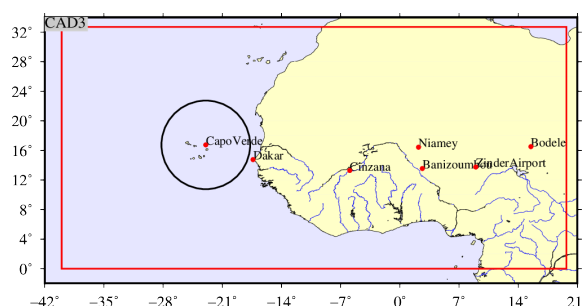 CAD3
32°
28°
24°
20°
16°
12°
8°
4°
0°
CapoVerde
Dakar
Cinzana
Niamey
Banizoumbou
ZinderAirport
Bodele
−42° −35° −28° −21° −14° −7° 0° 7° 14° 21°